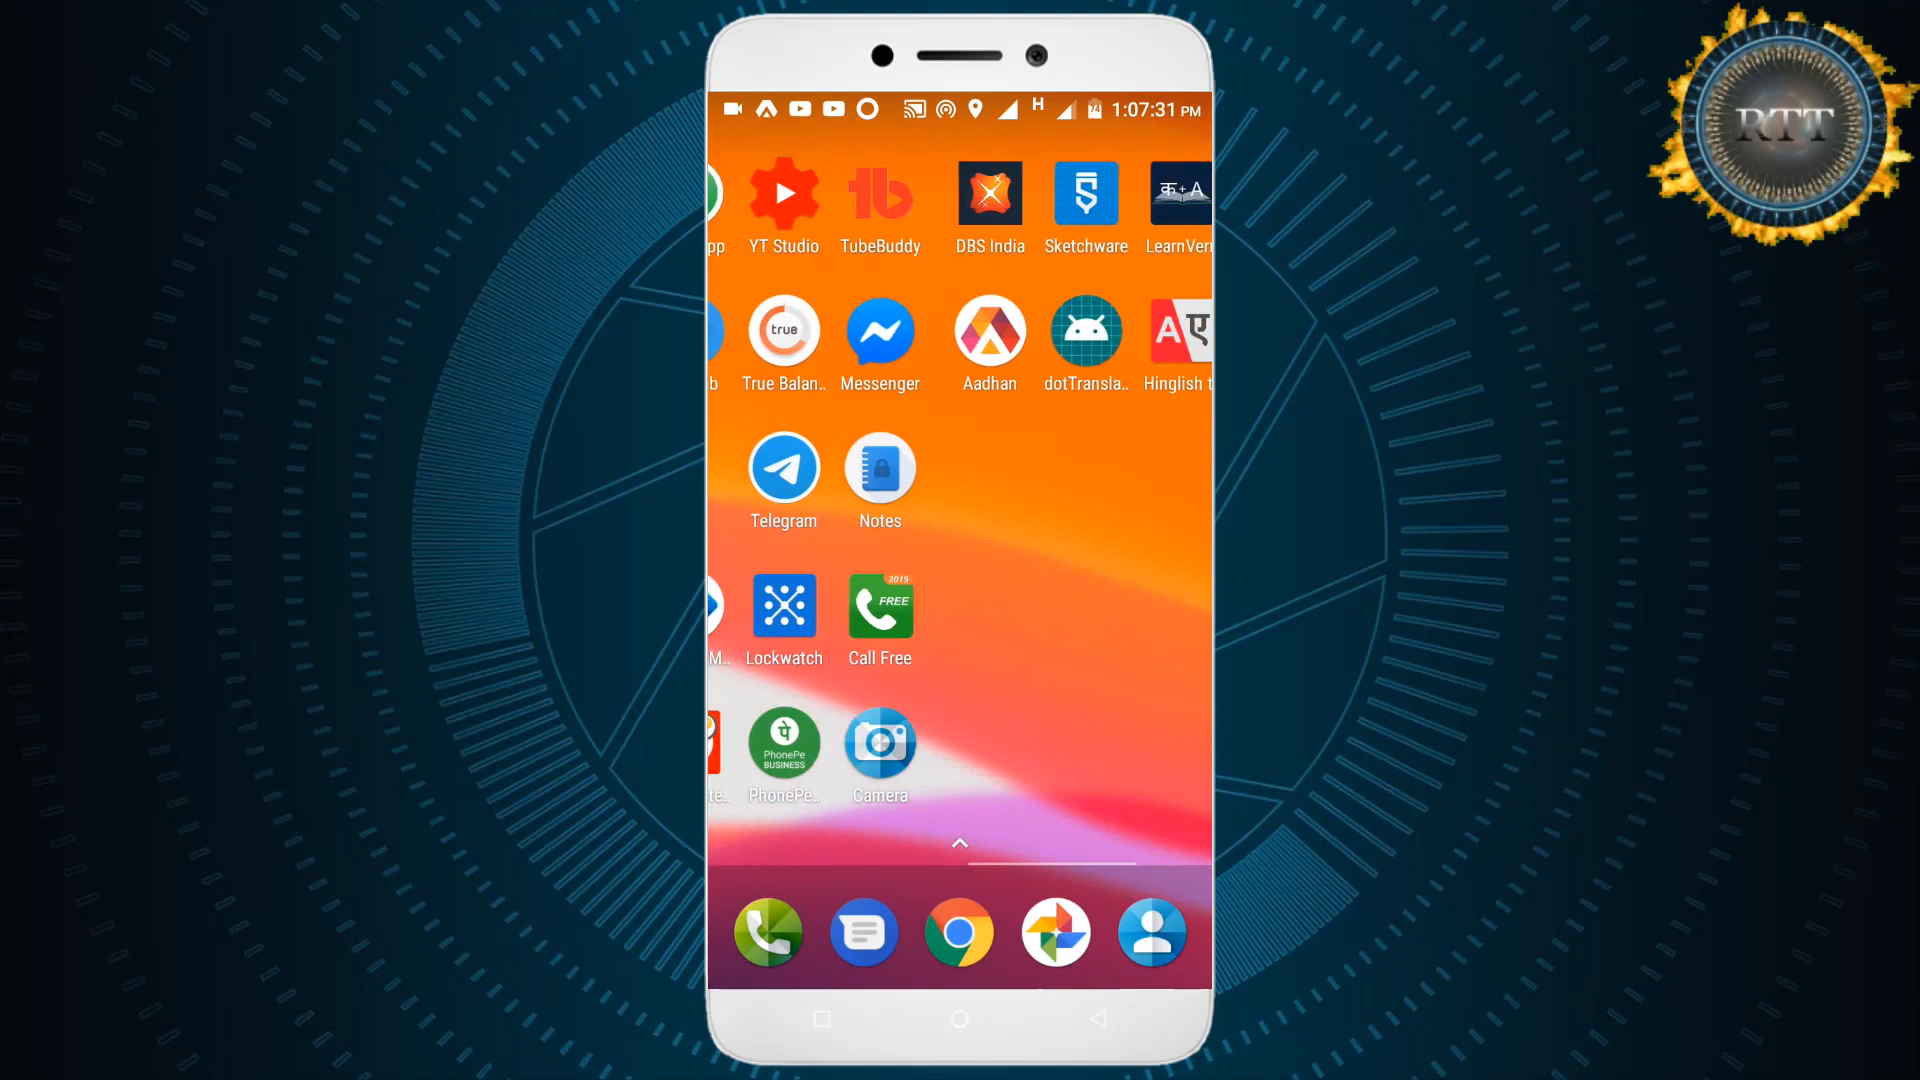 H 1:07:31 PM
RTT
क+A
pp YT Studio TubeBuddy DBS India Sketchware LearnVer
true
A ए
b True Balan.. Messenger Aadhan dotTransla.. Hinglish t
Telegram Notes
2019
FREE
M.. Lockwatch Call Free
पे
PhonePe
BUSINESS
te.. PhonePe.. Camera